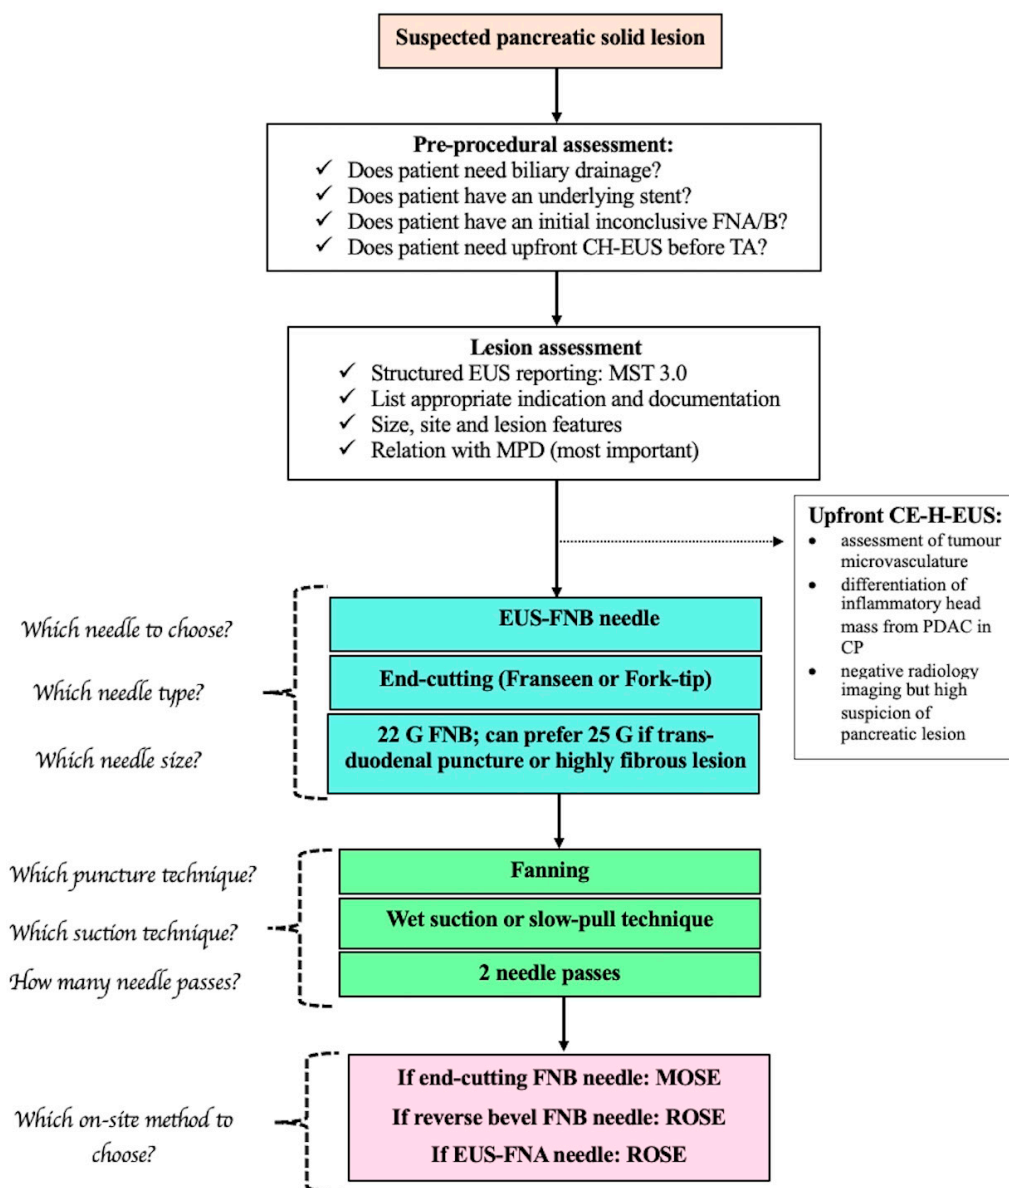 Suspected pancreatic solid lesion
Pre-procedural assessment:
✓ Does patient need biliary drainage?
✓ Does patient have an underlying stent?
✓ Does patient have an initial inconclusive FNA/B?
✓ Does patient need upfront CH-EUS before TA?
Lesion assessment
✓ Structured EUS reporting: MST 3.0
✓ List appropriate indication and documentation
✓ Size, site and lesion features
✓ Relation with MPD (most important)
Upfront CE-H-EUS:
• assessment of tumour
microvasculature
• differentiation of
inflammatory head
mass from PDAC in
CP
• negative radiology
imaging but high
suspicion of
pancreatic lesion
Which needle to choose?
EUS-FNB needle
Which needle type?
End-cutting (Franseen or Fork-tip)
Which needle size?
22 G FNB; can prefer 25 G if trans-
duodenal puncture or highly fibrous lesion
Which puncture technique?
Fanning
Which suction technique?
Wet suction or slow-pull technique
How many needle passes?
2 needle passes
Which on-site method to
choose?
If end-cutting FNB needle: MOSE
If reverse bevel FNB needle: ROSE
If EUS-FNA needle: ROSE